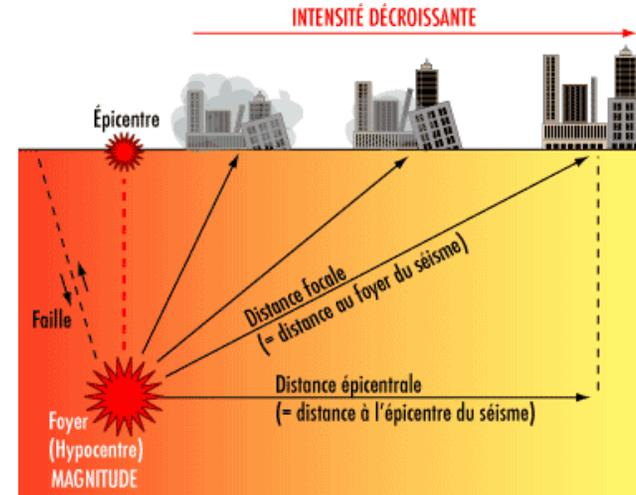 INTENSITÉ DÉCROISSANTE
Épicentre
Distance focale
(= distance au foyer du séisme)
Faille
Distance épicentrale
(= distance à l'épicentre du séisme)
Foyer
(Hypocentre)
MAGNITUDE